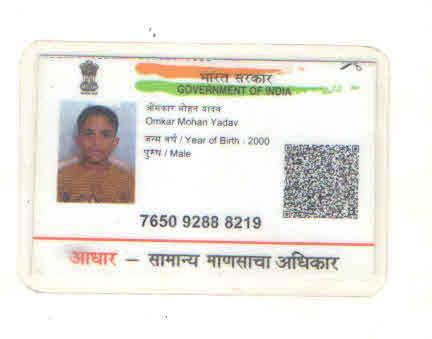 भारत सरकार
GOVERNMENT OF INDIA
ओमकार मोहन यादव
Omkar Mohan Yadav
जन्म वर्ष / Year of Birth : 2000
पुरुष / Male
7650 9288 8219
आधार – सामान्य माणसाचा अधिकार